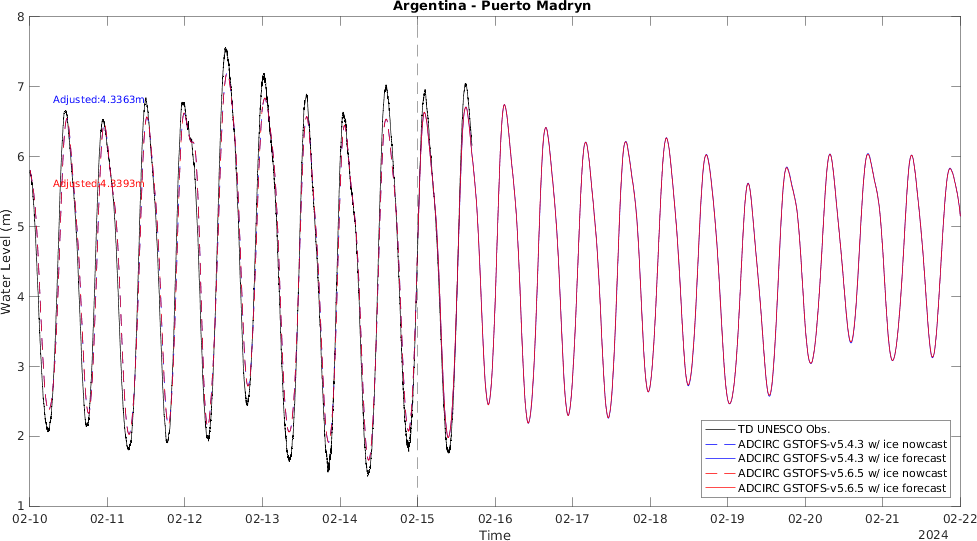 Argentina - Puerto Madryn
8
7
6
5
4
3
2
1
Water Level (m)
Adjusted:4.3363m
Adjusted:4.3393m
TD UNESCO Obs.
ADCIRC GSTOFS-v5.4.3 w/ ice nowcast
ADCIRC GSTOFS-v5.4.3 w/ ice forecast
ADCIRC GSTOFS-v5.6.5 w/ ice nowcast
ADCIRC GSTOFS-v5.6.5 w/ ice forecast
02-10 02-11 02-12 02-13 02-14 02-15 02-16 02-17 02-18 02-19 02-20 02-21 02-22
Time
2024